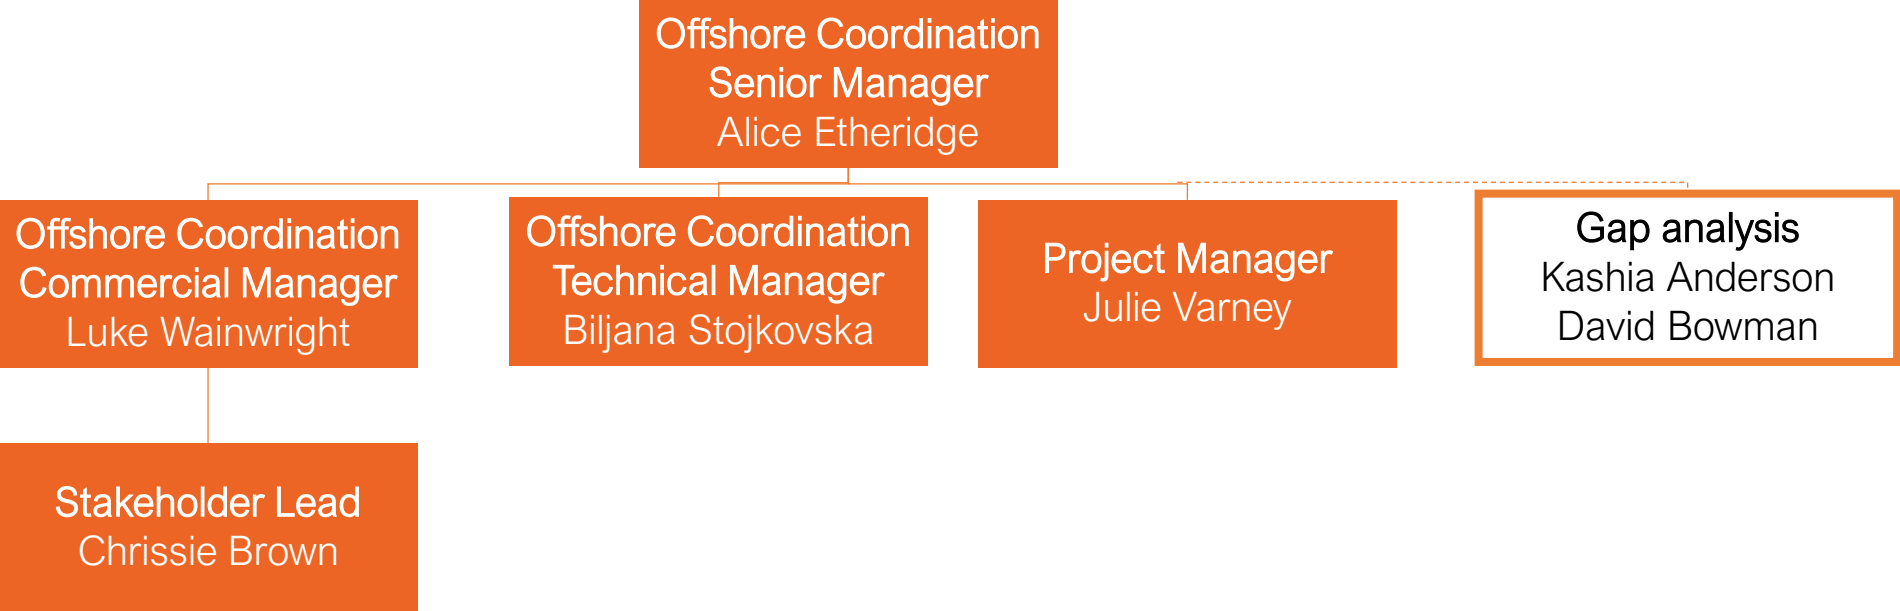 Offshore Coordination
Senior Manager
Alice Etheridge
Offshore Coordination
Commercial Manager
Luke Wainwright
Offshore Coordination
Technical Manager
Biljana Stojkovska
Project Manager
Julie Varney
Gap analysis
Kashia Anderson
David Bowman
Stakeholder Lead
Chrissie Brown